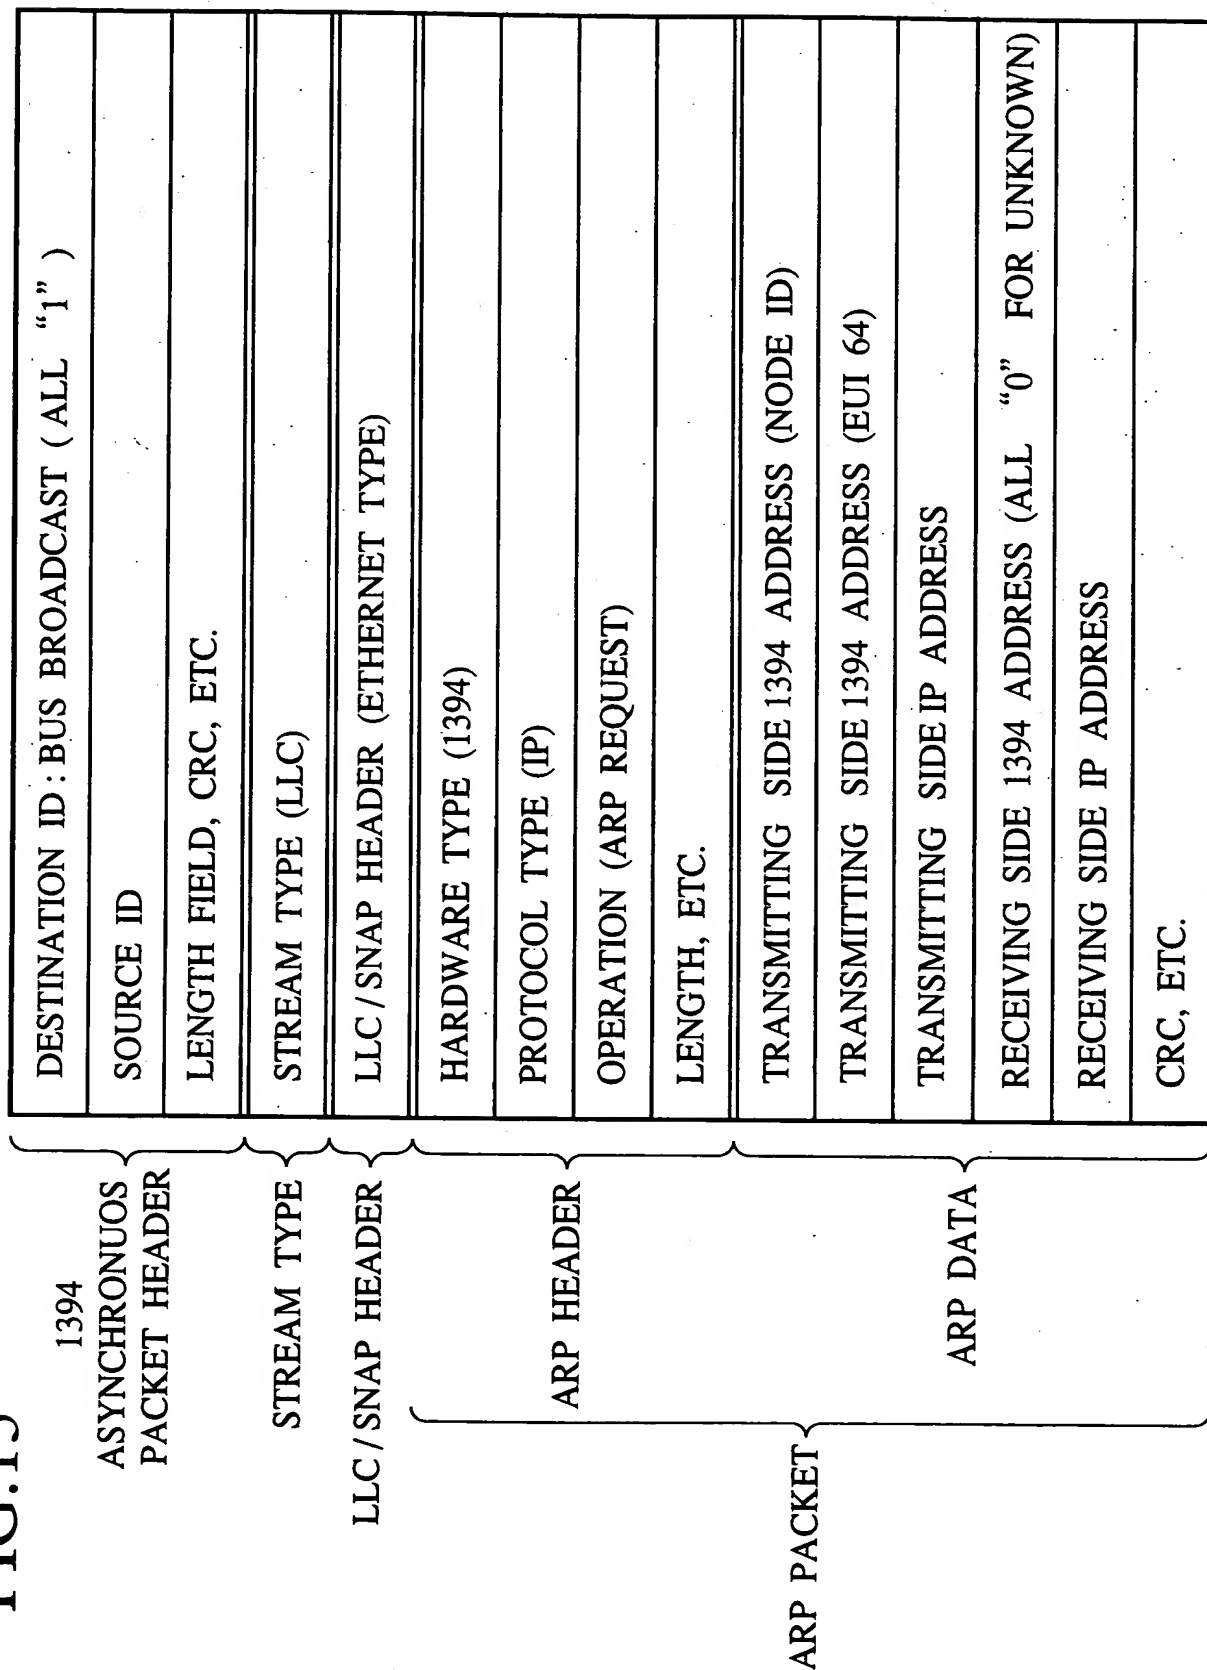 FIG.15
1394
ASYNCHRONUOS
PACKET HEADER
DESTINATION ID : BUS BROADCAST ( ALL “1” )
SOURCE ID
LENGTH FIELD, CRC, ETC.
STREAM TYPE
STREAM TYPE (LLC)
LLC / SNAP HEADER
LLC / SNAP HEADER (ETHERNET TYPE)
ARP PACKET
ARP HEADER
HARDWARE TYPE (1394)
PROTOCOL TYPE (IP)
OPERATION (ARP REQUEST)
LENGTH, ETC.
ARP DATA
TRANSMITTING SIDE 1394 ADDRESS (NODE ID)
TRANSMITTING SIDE 1394 ADDRESS (EUI 64)
TRANSMITTING SIDE IP ADDRESS
RECEIVING SIDE 1394 ADDRESS (ALL “0” FOR UNKNOWN)
RECEIVING SIDE IP ADDRESS
CRC, ETC.